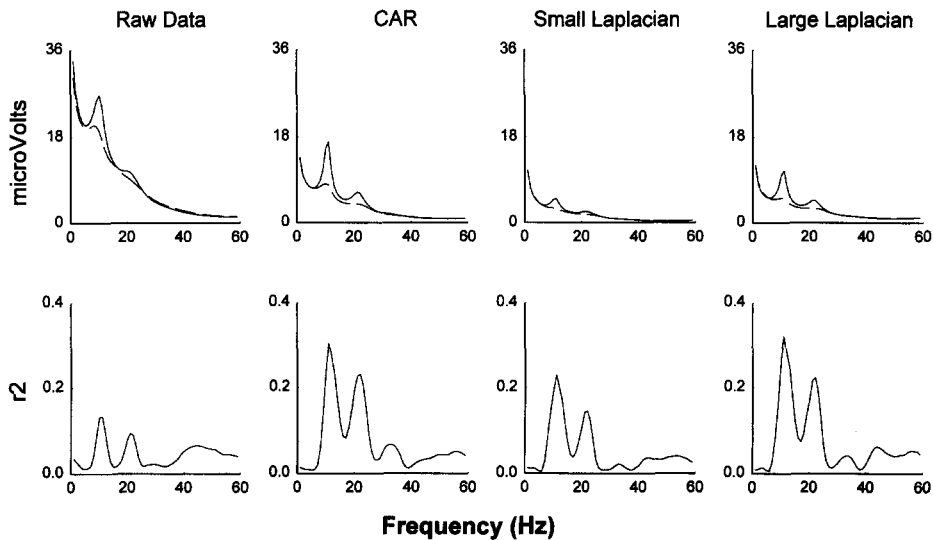 Raw Data CAR Small Laplacian Large Laplacian
36 36 36 36
microVolts
18 18 18 18
0 0 0 0
0 20 40 60 0 20 40 60 0 20 40 60 0 20 40 60
0.4 0.4 0.4 0.4
r2
0.2 0.2 0.2 0.2
0.0 0.0 0.0 0.0
0 20 40 60 0 20 40 60 0 20 40 60 0 20 40 60
Frequency (Hz)